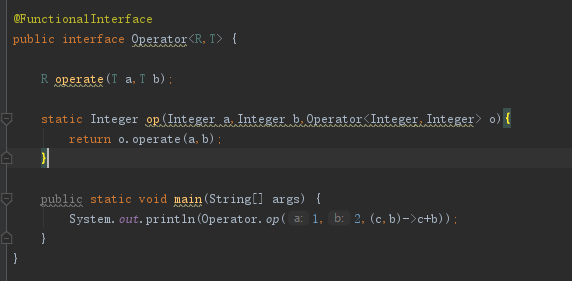 @FunctionalInterface
public interface Operator<R,T> {
R operate(T a,T b);
static Integer op(Integer a,Integer b,Operator<Integer,Integer> o){
return o.operate(a,b);
}
public static void main(String[] args) {
System.out.println(Operator.op( a: 1, b: 2,(c,b)->c+b));
}
}